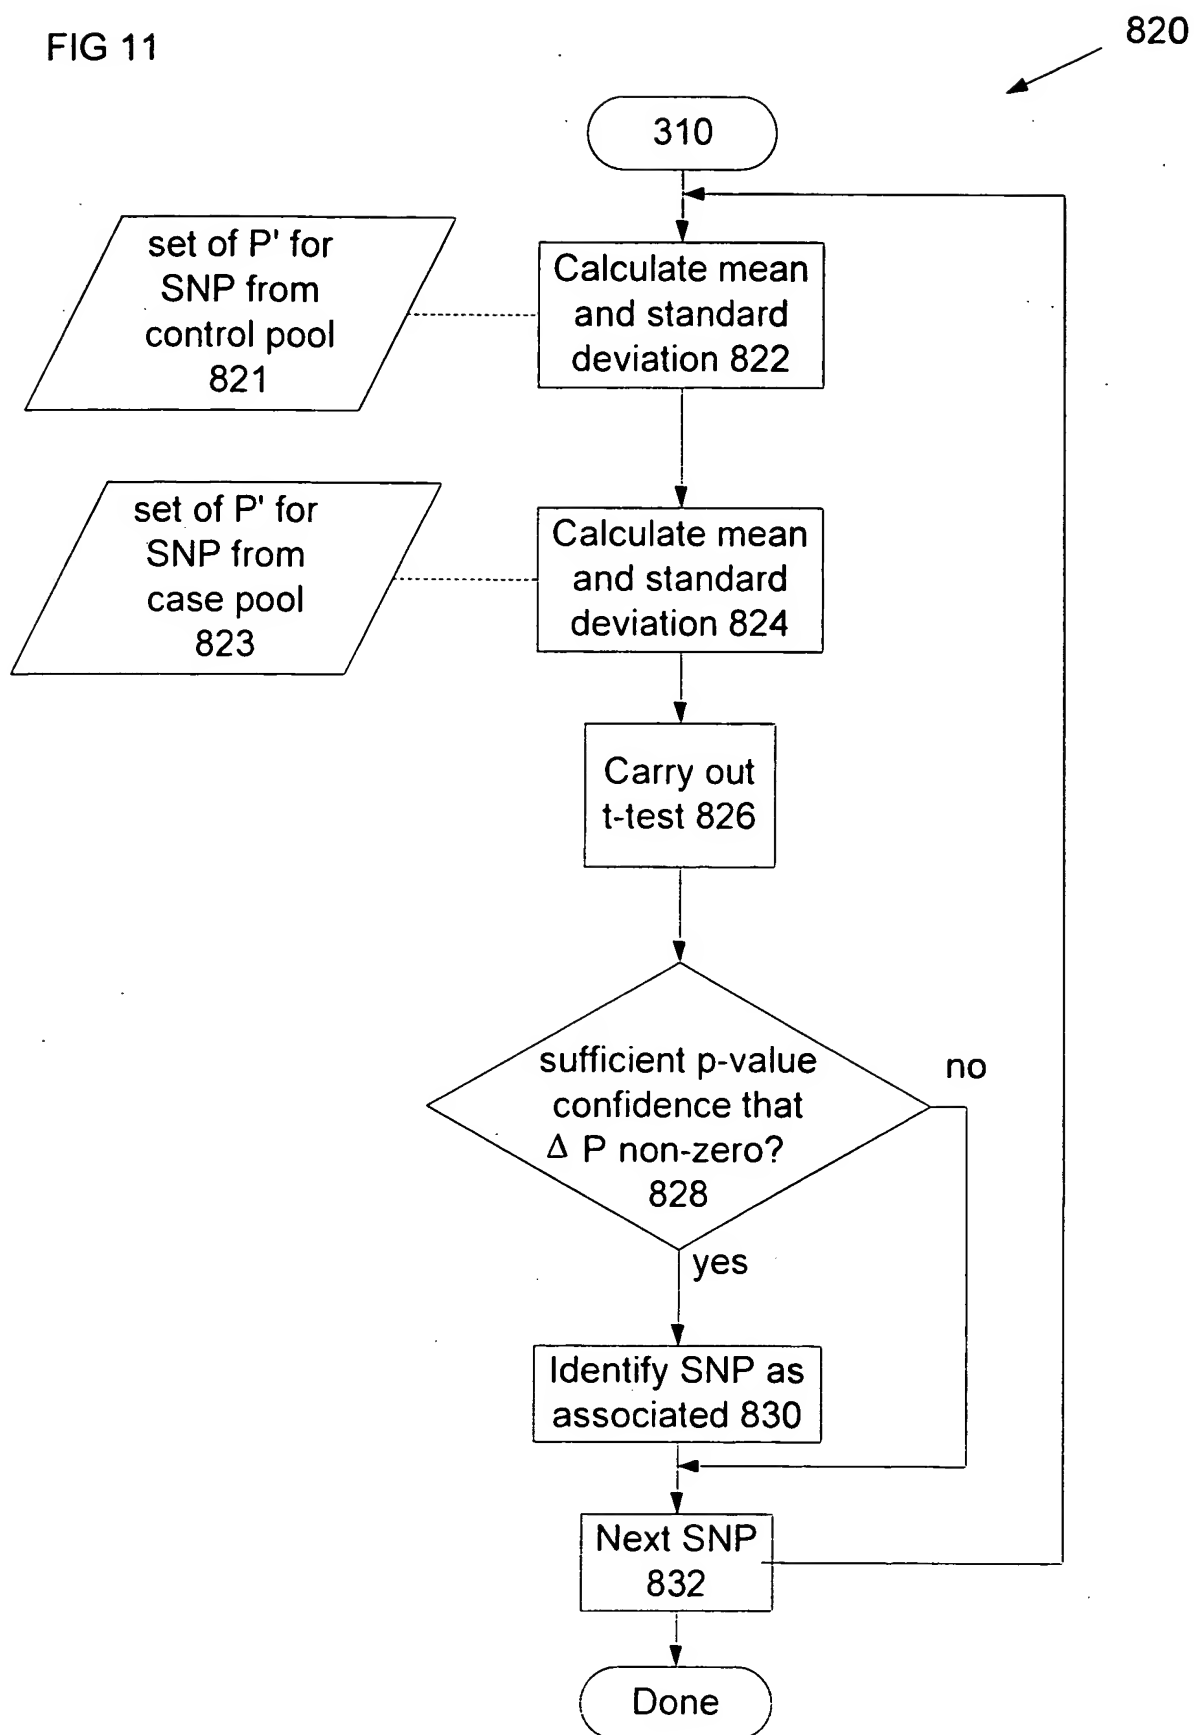 FIG 11
820
310
set of P' for
SNP from
control pool
821
Calculate mean
and standard
deviation 822
set of P' for
SNP from
case pool
823
Calculate mean
and standard
deviation 824
Carry out
t-test 826
sufficient p-value
confidence that
Δ P non-zero?
828
no
yes
Identify SNP as
associated 830
Next SNP
832
Done